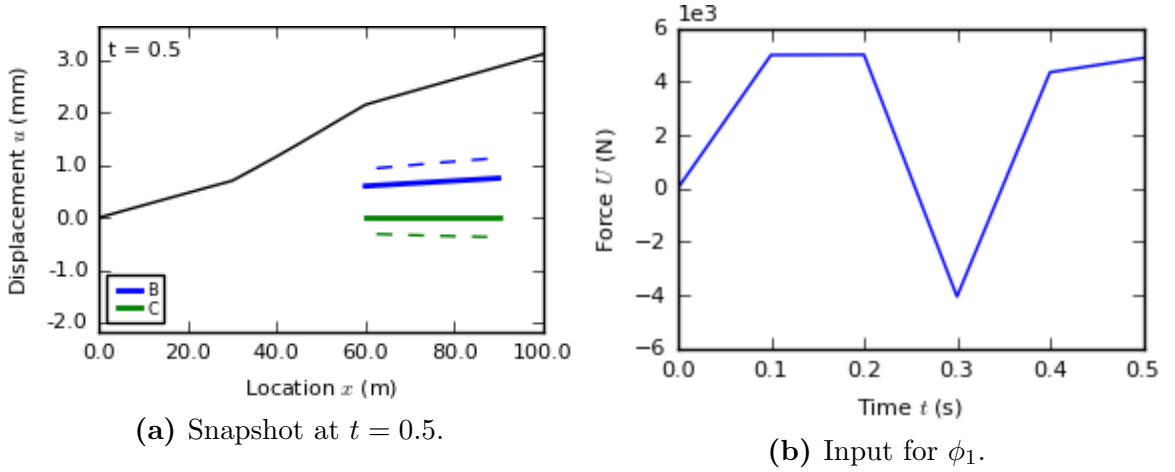 t = 0.5
Displacement u (mm)
3.0
2.0
1.0
0.0
-1.0
-2.0
B
C
0.0 20.0 40.0 60.0 80.0 100.0
Location x (m)
(a) Snapshot at t = 0.5.
1e3
Force U (N)
6
4
2
0
−2
−4
−6
0.0 0.1 0.2 0.3 0.4 0.5
Time t (s)
(b) Input for ϕ₁.